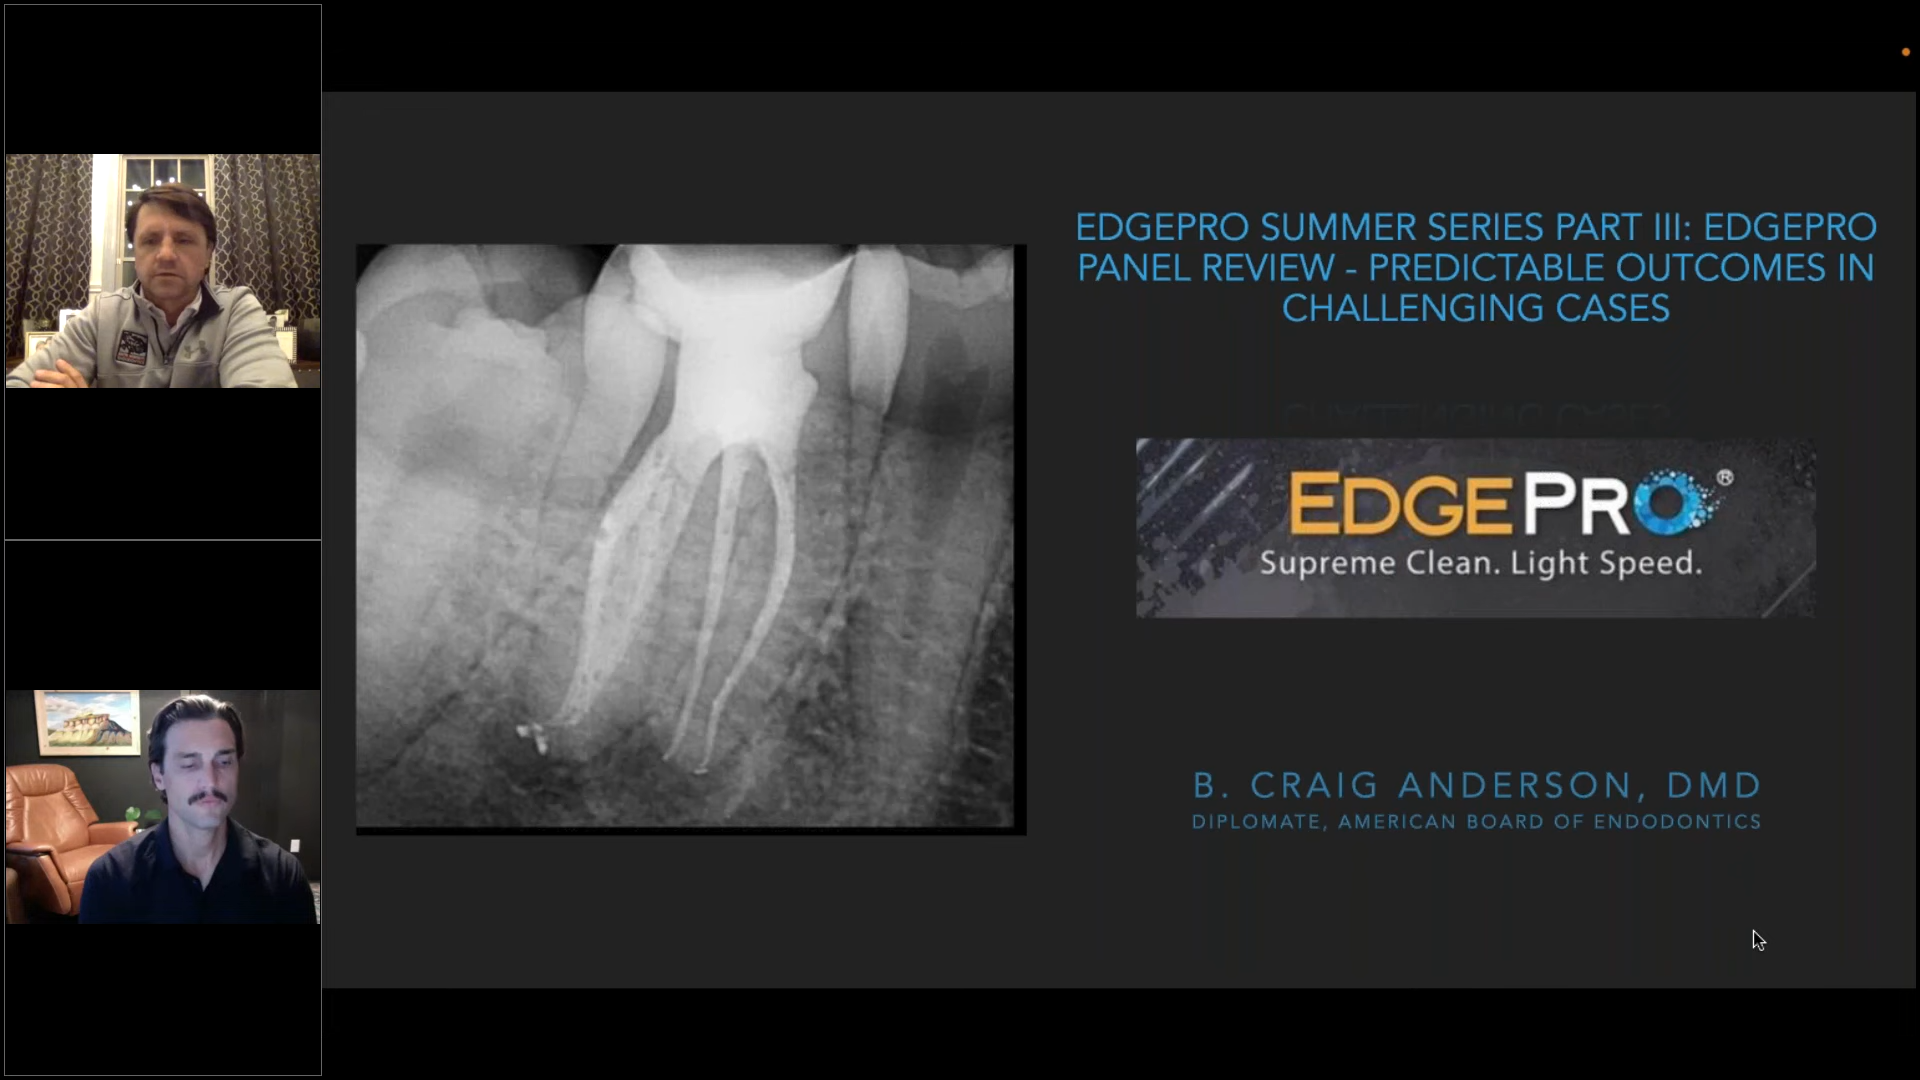 EDGEPRO SUMMER SERIES PART III: EDGEPRO
PANEL REVIEW - PREDICTABLE OUTCOMES IN
CHALLENGING CASES
EDGEPRO®
Supreme Clean. Light Speed.
B. CRAIG ANDERSON, DMD
DIPLOMATE, AMERICAN BOARD OF ENDODONTICS